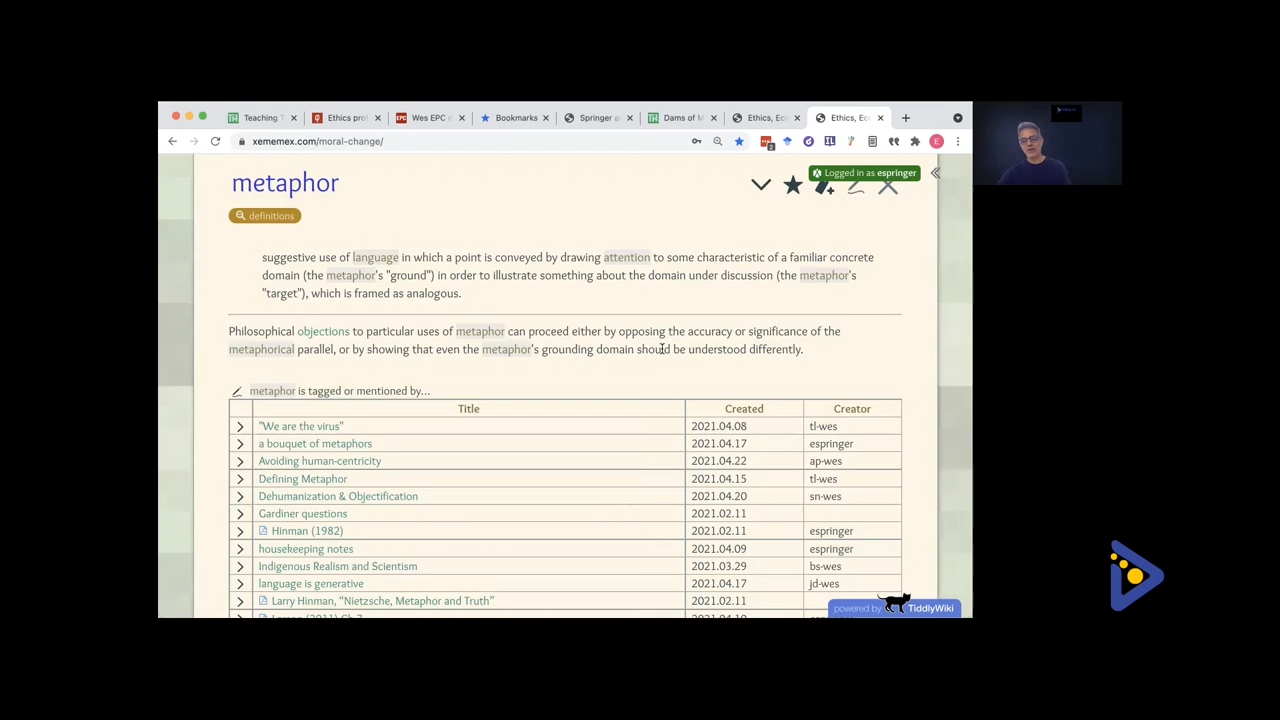 Teaching T
Ethics prof
Wes EPC d
Bookmarks
Springer a
Dams of M
Ethics, Eco
Ethics, Eco
xememex.com/moral-change/
metaphor
Logged in as espringer
definitions
suggestive use of language in which a point is conveyed by drawing attention to some characteristic of a familiar concrete
domain (the metaphor's "ground") in order to illustrate something about the domain under discussion (the metaphor's
"target"), which is framed as analogous.
Philosophical objections to particular uses of metaphor can proceed either by opposing the accuracy or significance of the
metaphorical parallel, or by showing that even the metaphor's grounding domain should be understood differently.
metaphor is tagged or mentioned by...
Title Created Creator
"We are the virus" 2021.04.08 tl-wes
a bouquet of metaphors 2021.04.17 espringer
Avoiding human-centricity 2021.04.22 ap-wes
Defining Metaphor 2021.04.15 tl-wes
Dehumanization & Objectification 2021.04.20 sn-wes
Gardiner questions 2021.02.11
Hinman (1982) 2021.02.11 espringer
housekeeping notes 2021.04.09 espringer
Indigenous Realism and Scientism 2021.03.29 bs-wes
language is generative 2021.04.17 jd-wes
Larry Hinman, “Nietzsche, Metaphor and Truth” 2021.02.11
powered by TiddlyWiki